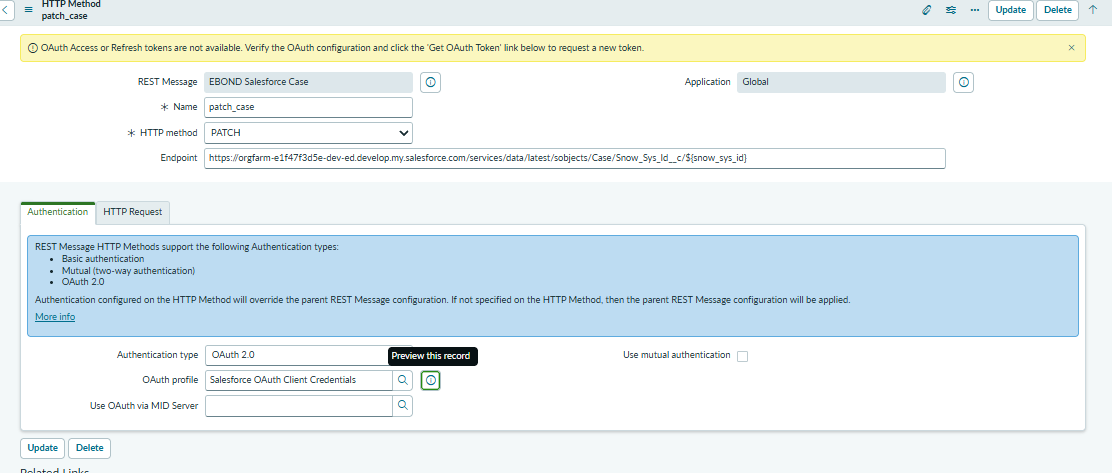 HTTP Method
patch_case
Update Delete
OAuth Access or Refresh tokens are not available. Verify the OAuth configuration and click the 'Get OAuth Token' link below to request a new token.
REST Message EBOND Salesforce Case Application Global
Name patch_case
HTTP method PATCH
Endpoint https://orgfarm-e1f47f3d5e-dev-ed.develop.my.salesforce.com/services/data/latest/sobjects/Case/Snow_Sys_Id__c/${snow_sys_id}
Authentication HTTP Request
REST Message HTTP Methods support the following Authentication types:
• Basic authentication
• Mutual (two-way authentication)
• OAuth 2.0
Authentication configured on the HTTP Method will override the parent REST Message configuration. If not specified on the HTTP Method, then the parent REST Message configuration will be applied.
More info
Authentication type OAuth 2.0 Preview this record Use mutual authentication
OAuth profile Salesforce OAuth Client Credentials
Use OAuth via MID Server
Update Delete
Related Links